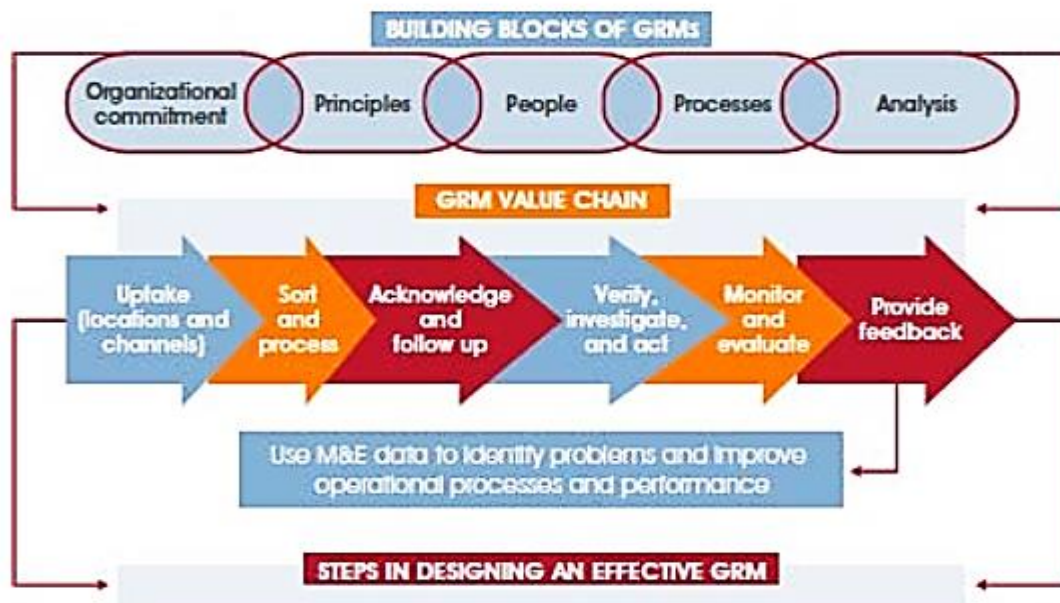 BUILDING BLOCKS OF GRMs
Organizational
commitment
Principles
People
Processes
Analysis
GRM VALUE CHAIN
Uptake
(locations and
channels)
Sort
and
process
Acknowledge
and
follow up
Verify,
investigate,
and act
Monitor
and
evaluate
Provide
feedback
Use M&E data to identify problems and improve
operational processes and performance
STEPS IN DESIGNING AN EFFECTIVE GRM